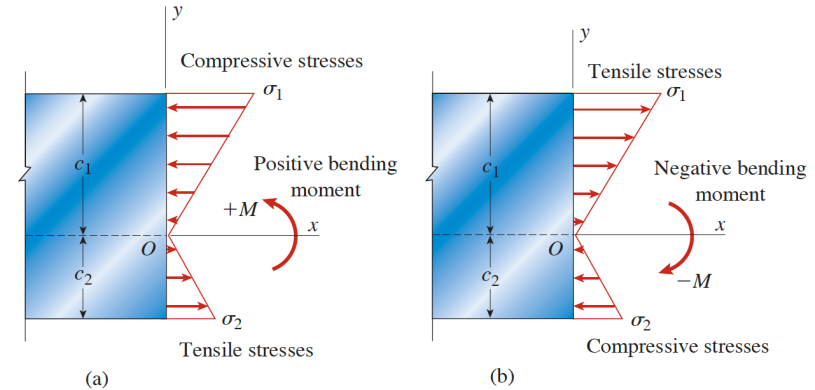 y
Compressive stresses
σ1
c1
Positive bending
moment
+M
x
O
c2
σ2
Tensile stresses
(a)
y
Tensile stresses
σ1
c1
Negative bending
moment
x
O
c2
−M
σ2
Compressive stresses
(b)